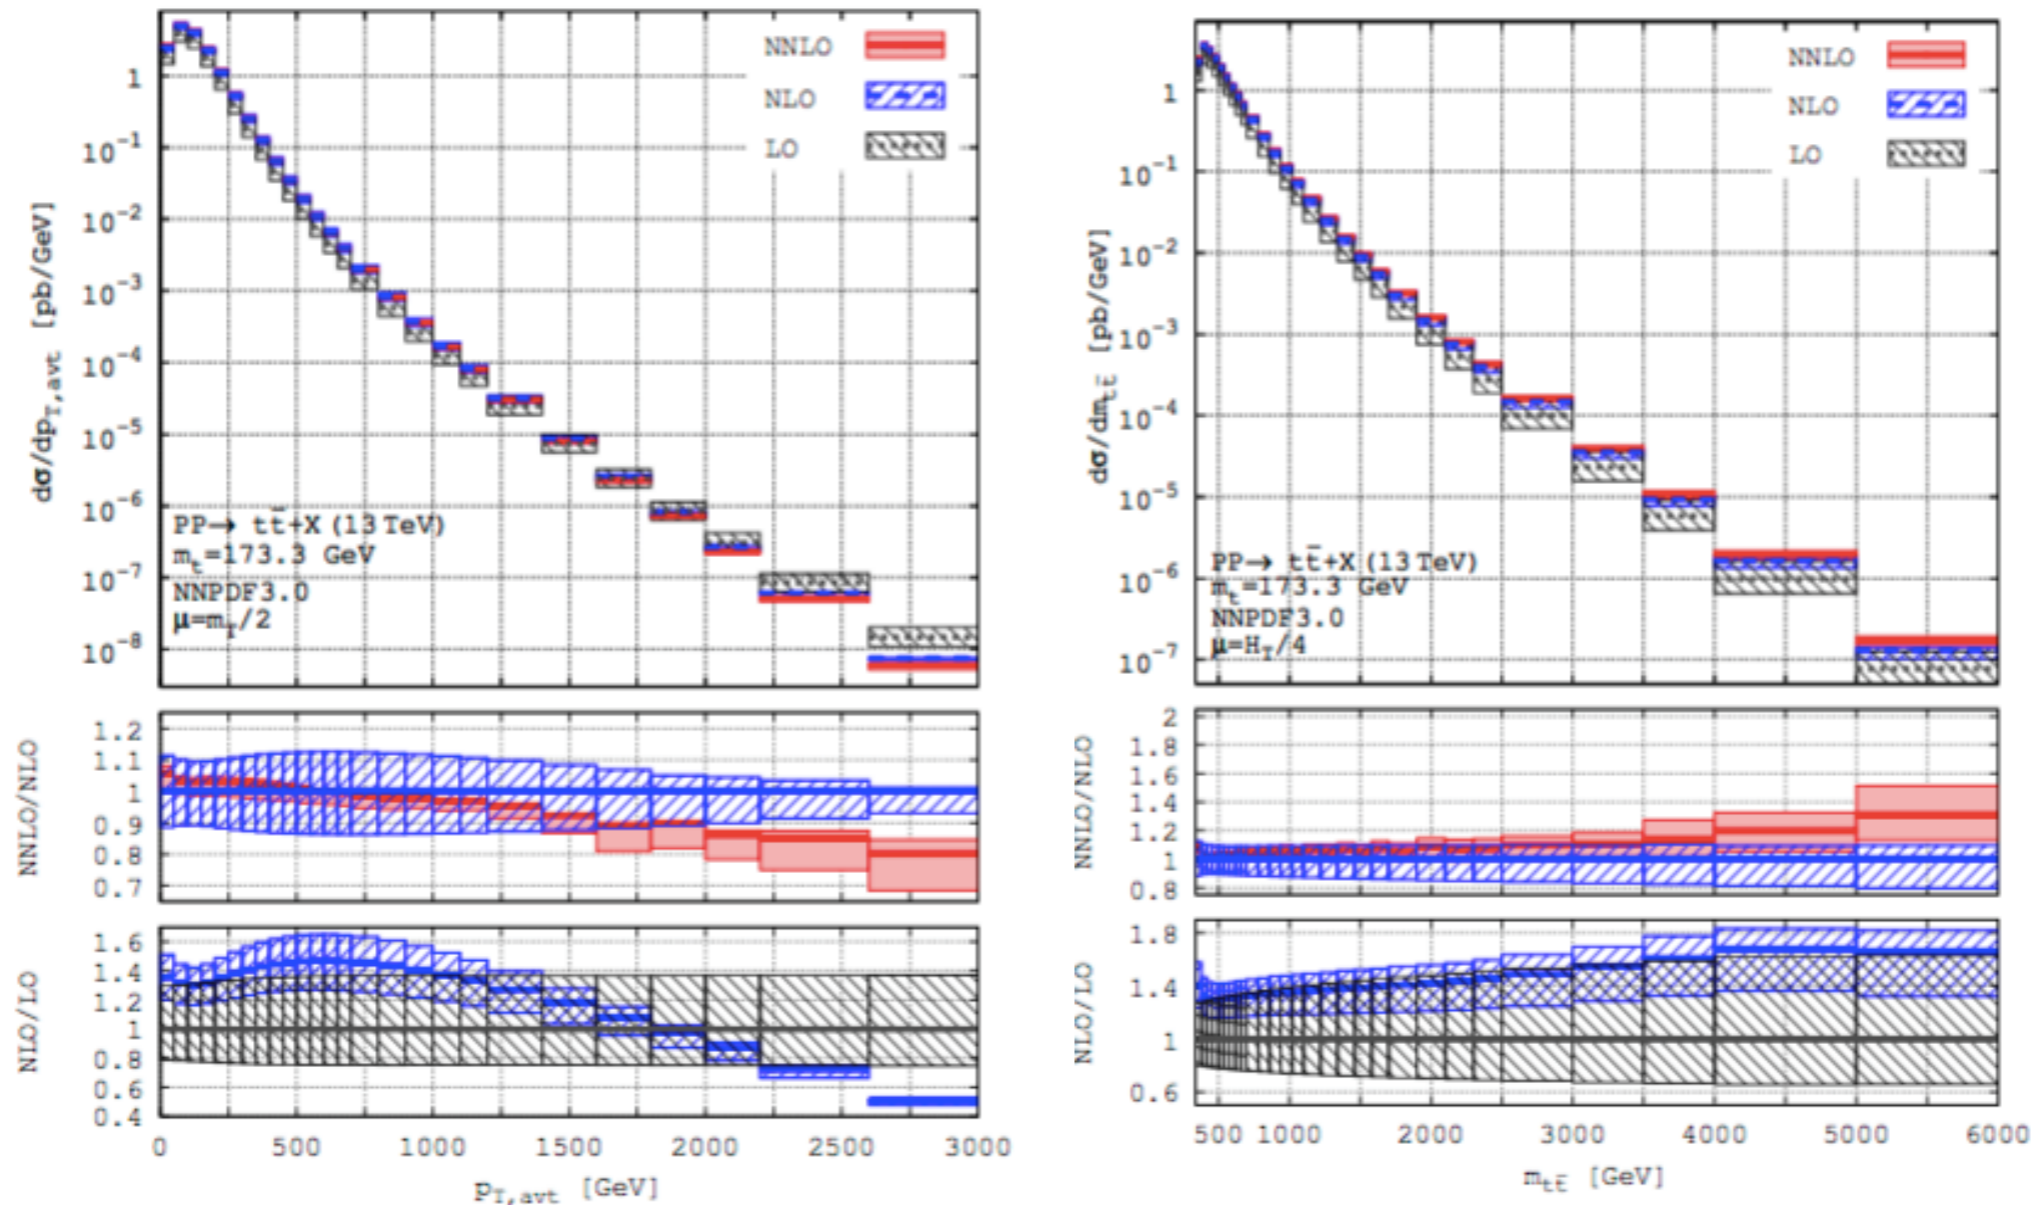 NNLO
NLO
LO
1
10⁻¹
10⁻²
10⁻³
10⁻⁴
10⁻⁵
10⁻⁶
10⁻⁷
10⁻⁸
dσ/dp_T,avt [pb/GeV]
PP→ tt̄+X (13 TeV)
m_t=173.3 GeV
NNPDF3.0
μ=m_T/2
NNLO/NLO
1.2
1.1
1
0.9
0.8
0.7
NLO/LO
1.6
1.4
1.2
1
0.8
0.6
0.4
0 500 1000 1500 2000 2500 3000
p_T,avt [GeV]
NNLO
NLO
LO
1
10⁻¹
10⁻²
10⁻³
10⁻⁴
10⁻⁵
10⁻⁶
10⁻⁷
dσ/dm_tt̄ [pb/GeV]
PP→ tt̄+X (13 TeV)
m_t=173.3 GeV
NNPDF3.0
μ=H_T/4
NNLO/NLO
2
1.8
1.6
1.4
1.2
1
0.8
NLO/LO
1.8
1.4
1
0.6
500 1000 2000 3000 4000 5000 6000
m_tt̄ [GeV]